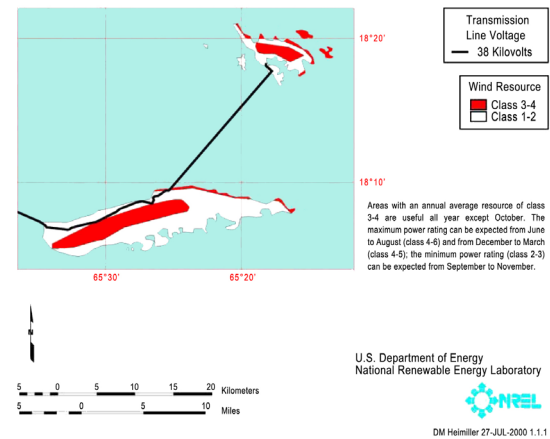 Transmission
Line Voltage
38 Kilovolts
Wind Resource
Class 3-4
Class 1-2
18°20'
18°10'
65°30'
65°20'
Areas with an annual average resource of class
3-4 are useful all year except October. The
maximum power rating can be expected from June
to August (class 4-6) and from December to March
(class 4-5); the minimum power rating (class 2-3)
can be expected from September to November.
N
U.S. Department of Energy
National Renewable Energy Laboratory
5 0 5 10 15 20 Kilometers
5 0 5 10 Miles
NREL
DM Heimiller 27-JUL-2000 1.1.1